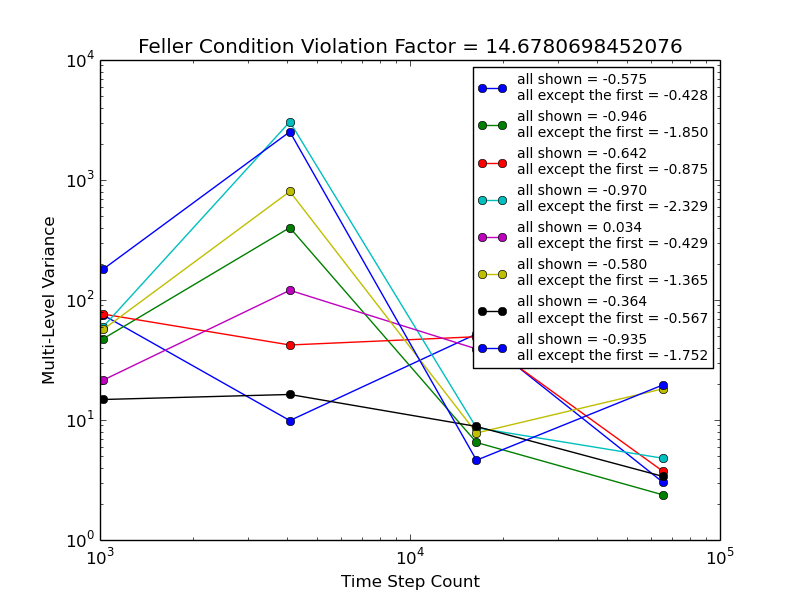 Feller Condition Violation Factor = 14.6780698452076
10^4
10^3
10^2
10^1
10^0
Multi-Level Variance
all shown = -0.575
all except the first = -0.428
all shown = -0.946
all except the first = -1.850
all shown = -0.642
all except the first = -0.875
all shown = -0.970
all except the first = -2.329
all shown = 0.034
all except the first = -0.429
all shown = -0.580
all except the first = -1.365
all shown = -0.364
all except the first = -0.567
all shown = -0.935
all except the first = -1.752
10^3
10^4
10^5
Time Step Count